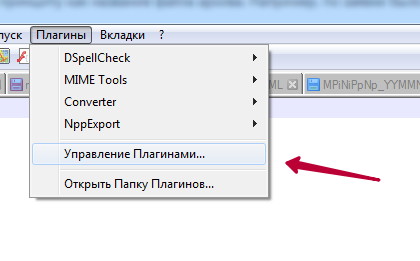 пуск Плагины Вкладки ?
DSpellCheck
MIME Tools
Converter
NppExport
ML MPiNiPpNp_YYMMN
Управление Плагинами...
Открыть Папку Плагинов...